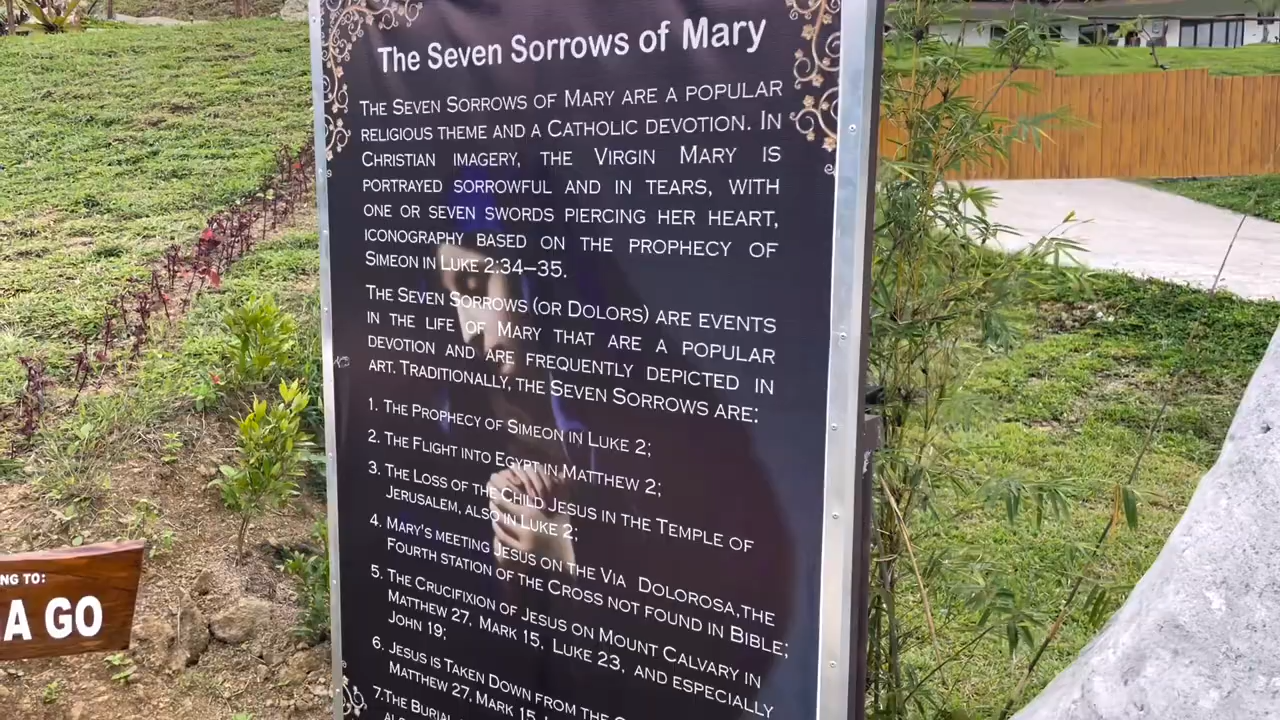 The Seven Sorrows of Mary
THE SEVEN SORROWS OF MARY ARE A POPULAR
RELIGIOUS THEME AND A CATHOLIC DEVOTION. IN
CHRISTIAN IMAGERY, THE VIRGIN MARY IS
PORTRAYED SORROWFUL AND IN TEARS, WITH
ONE OR SEVEN SWORDS PIERCING HER HEART,
ICONOGRAPHY BASED ON THE PROPHECY OF
SIMEON IN LUKE 2:34–35.
THE SEVEN SORROWS (OR DOLORS) ARE EVENTS
IN THE LIFE OF MARY THAT ARE A POPULAR
DEVOTION AND ARE FREQUENTLY DEPICTED IN
ART. TRADITIONALLY, THE SEVEN SORROWS ARE:
1. THE PROPHECY OF SIMEON IN LUKE 2;
2. THE FLIGHT INTO EGYPT IN MATTHEW 2;
3. THE LOSS OF THE CHILD JESUS IN THE TEMPLE OF
JERUSALEM, ALSO IN LUKE 2;
4. MARY'S MEETING JESUS ON THE VIA DOLOROSA,THE
FOURTH STATION OF THE CROSS NOT FOUND IN BIBLE;
5. THE CRUCIFIXION OF JESUS ON MOUNT CALVARY IN
MATTHEW 27, MARK 15, LUKE 23, AND ESPECIALLY
JOHN 19;
6. JESUS IS TAKEN DOWN FROM THE
MATTHEW 27, MARK 15,
7.THE BURIAL
NG TO:
A GO